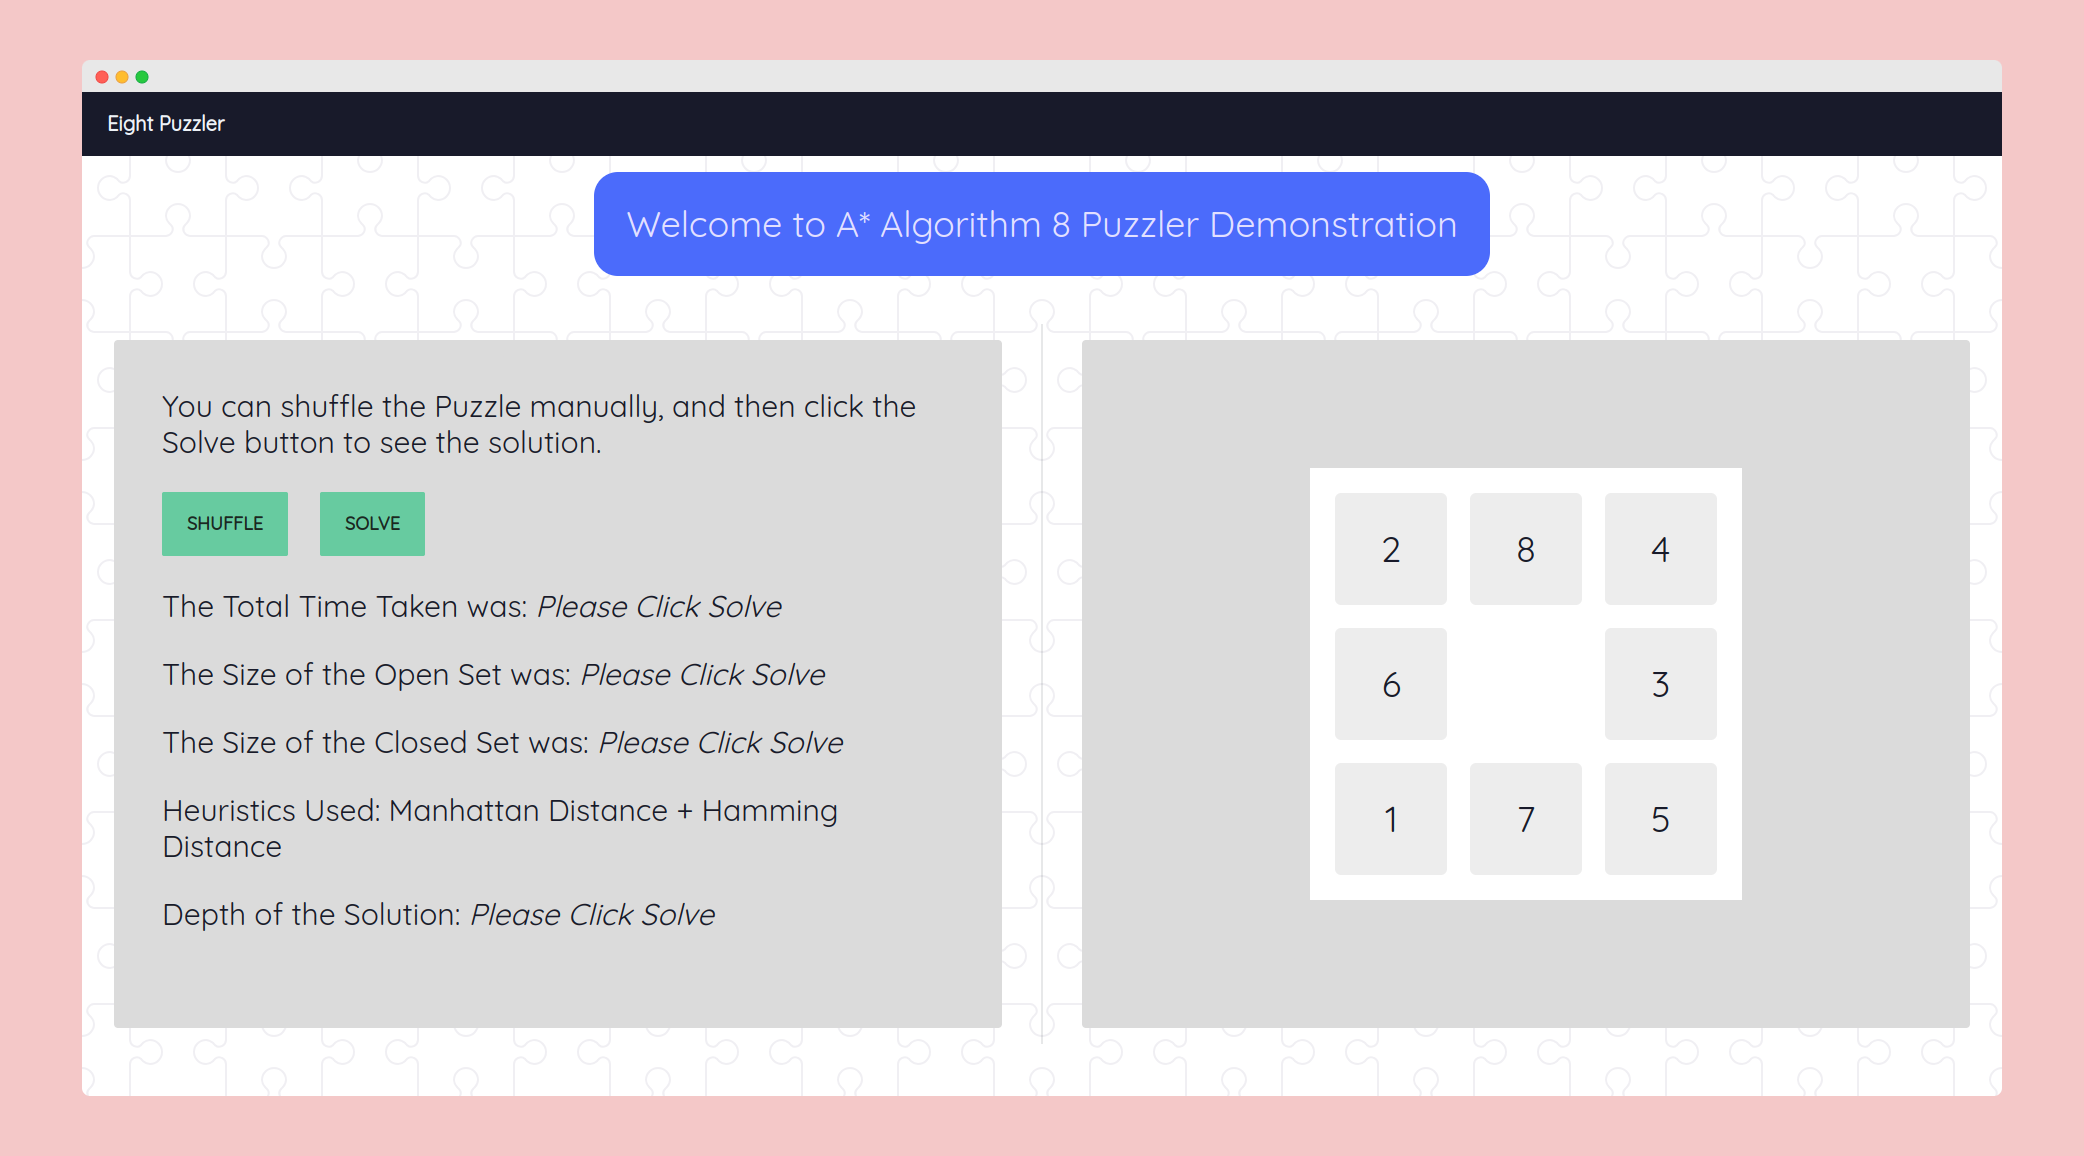 Eight Puzzler
Welcome to A* Algorithm 8 Puzzler Demonstration
You can shuffle the Puzzle manually, and then click the
Solve button to see the solution.
SHUFFLE SOLVE
The Total Time Taken was: Please Click Solve
The Size of the Open Set was: Please Click Solve
The Size of the Closed Set was: Please Click Solve
Heuristics Used: Manhattan Distance + Hamming
Distance
Depth of the Solution: Please Click Solve
2 8 4
6 3
1 7 5